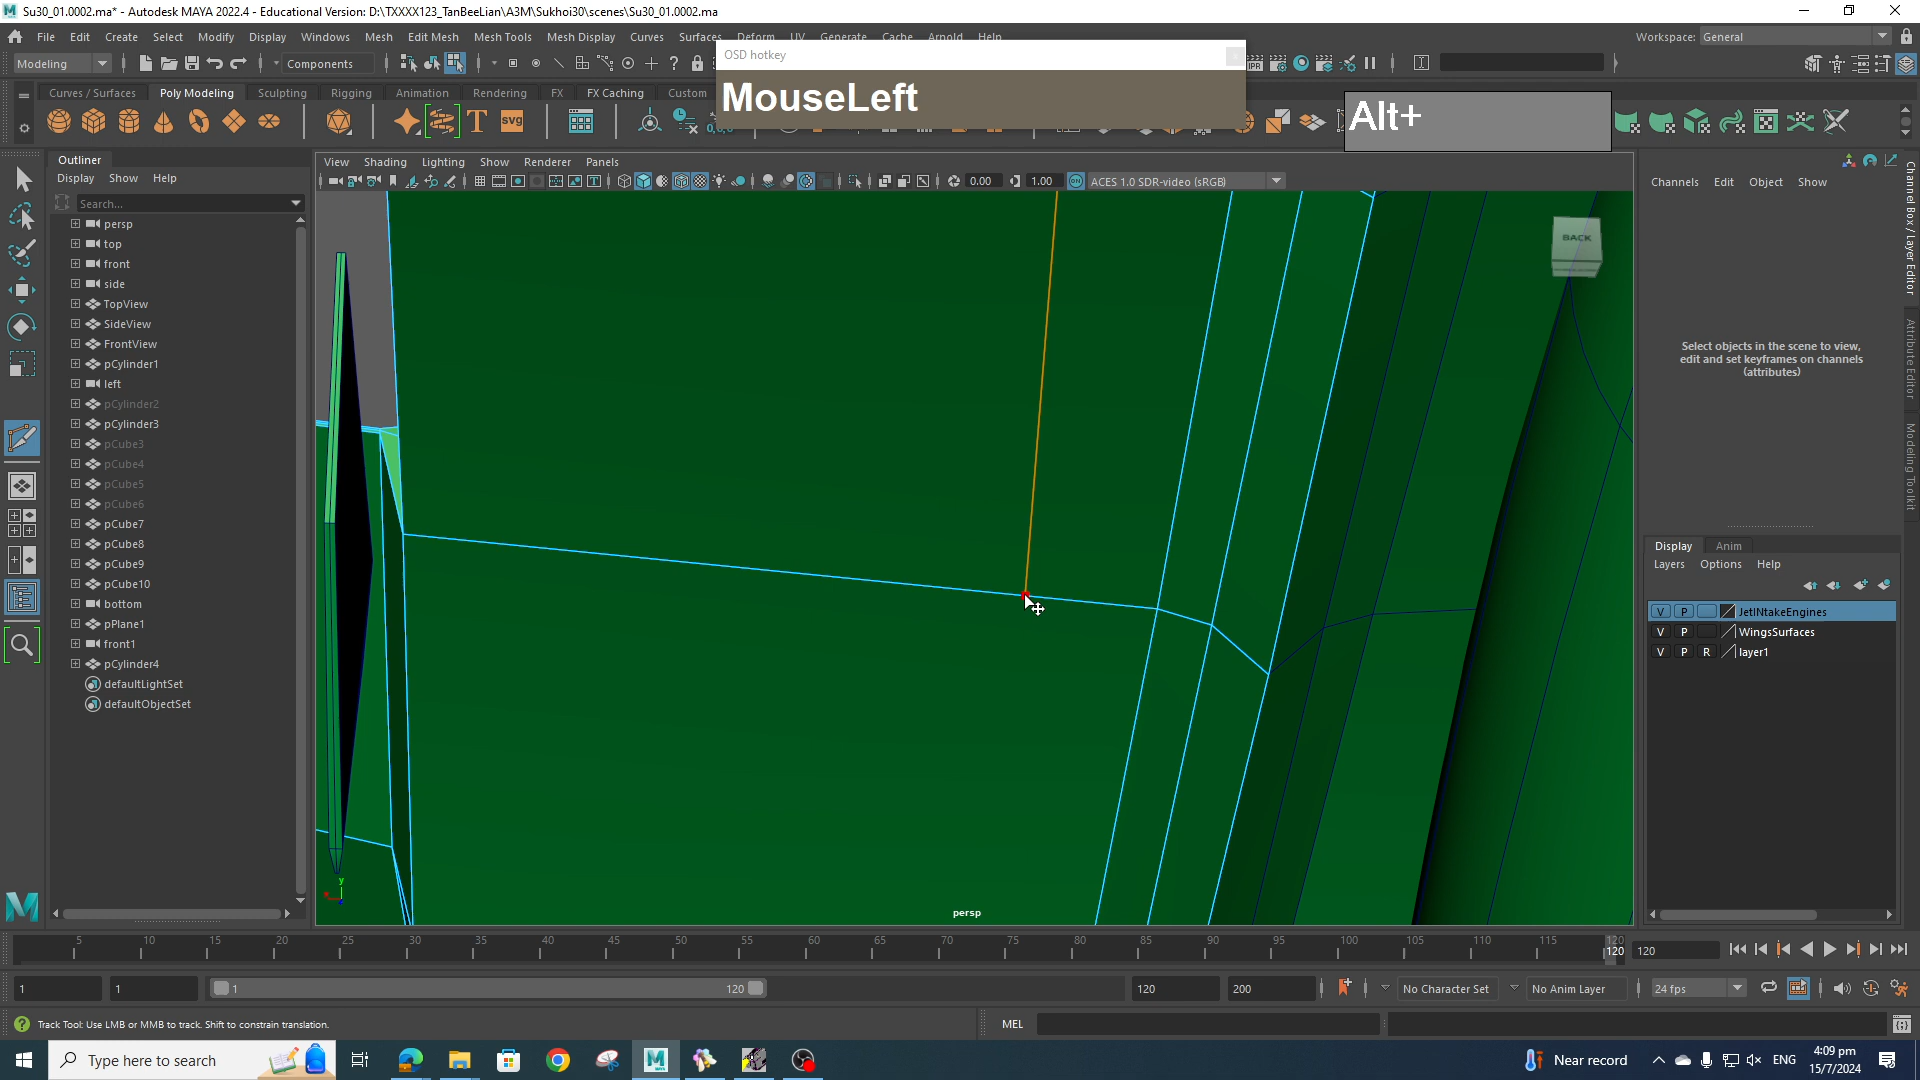 Su30_01.0002.ma* - Autodesk MAYA 2022.4 - Educational Version: D:\TXXXX123_TanBeeLian\A3M\Sukhoi30\scenes\Su30_01.0002.ma
File Edit Create Select Modify Display Windows Mesh Edit Mesh Mesh Tools Mesh Display Curves Surfaces Deform UV Generate Cache Arnold Help
Workspace: General
OSD hotkey
MouseLeft
Alt+
Modeling
Components
Curves / Surfaces Poly Modeling Sculpting Rigging Animation Rendering FX FX Caching Custom
Outliner
Display Show Help
Search...
persp
top
front
side
TopView
SideView
FrontView
pCylinder1
left
pCylinder2
pCylinder3
pCube3
pCube4
pCube5
pCube6
pCube7
pCube8
pCube9
pCube10
bottom
pPlane1
front1
pCylinder4
defaultLightSet
defaultObjectSet
View Shading Lighting Show Renderer Panels
0.00 1.00 ACES 1.0 SDR-video (sRGB)
BACK
persp
Channels Edit Object Show
Select objects in the scene to view,
edit and set keyframes on channels
(attributes)
Channel Box / Layer Editor
Attribute Editor
Modeling Toolkit
Display Anim
Layers Options Help
V P JetINtakeEngines
V P WingsSurfaces
V P R layer1
5 10 15 20 25 30 35 40 45 50 55 60 65 70 75 80 85 90 95 100 105 110 115 120
120 120
1 1 1 120 120 200 No Character Set No Anim Layer 24 fps
Track Tool: Use LMB or MMB to track. Shift to constrain translation.
MEL
Type here to search
Near record
ENG
4:09 pm
15/7/2024